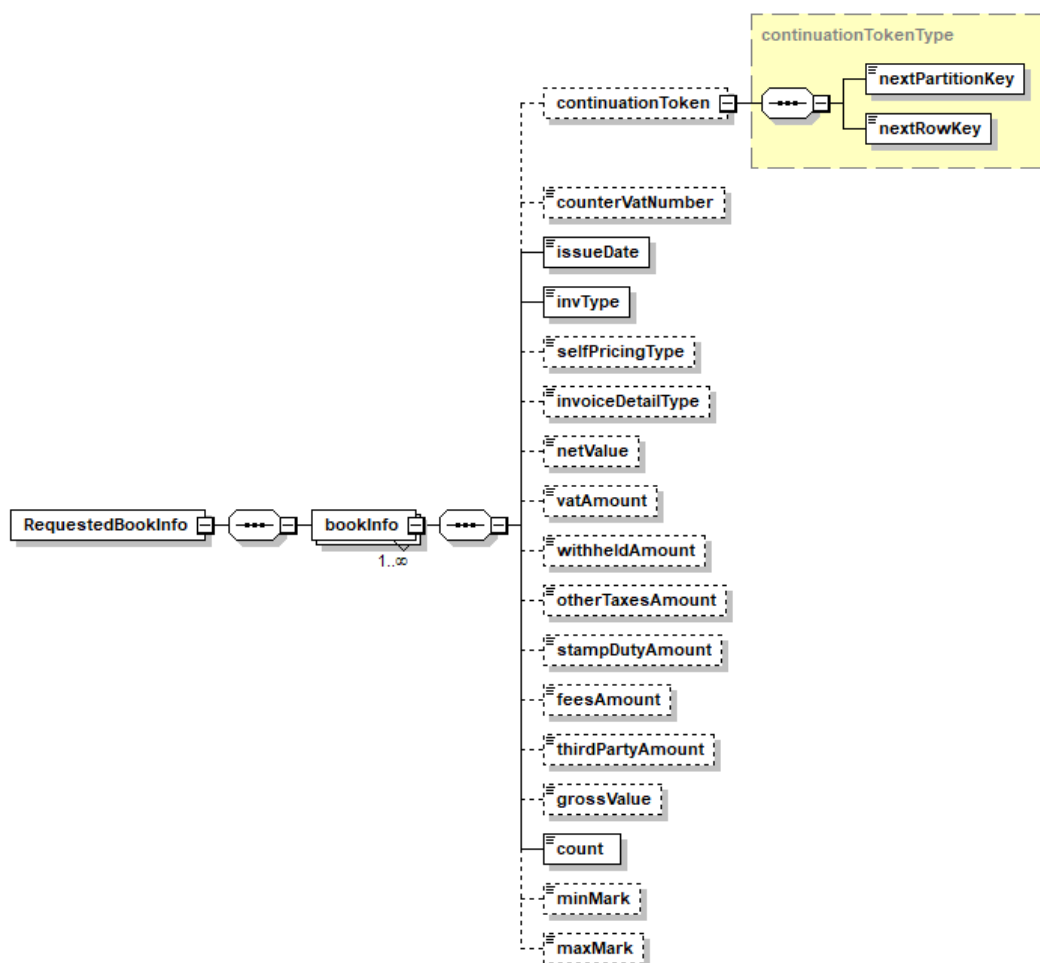 continuationTokenType
nextPartitionKey
continuationToken
nextRowKey
counterVatNumber
issueDate
invType
selfPricingType
invoiceDetailType
netValue
vatAmount
RequestedBookInfo
bookInfo
1..∞
withheldAmount
otherTaxesAmount
stampDutyAmount
feesAmount
thirdPartyAmount
grossValue
count
minMark
maxMark